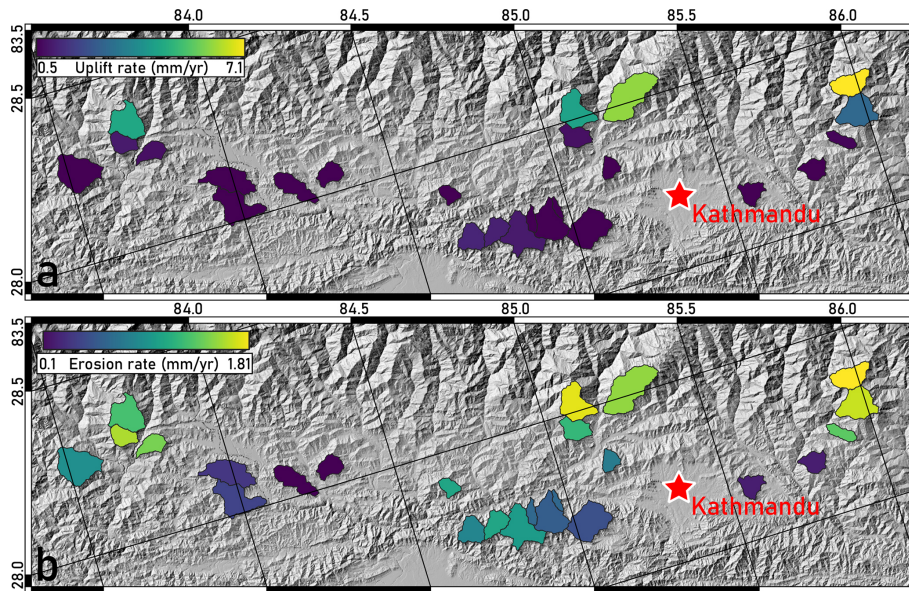 84.0 84.5 85.0 85.5 86.0
83.5
0.5 Uplift rate (mm/yr) 7.1
28.5
Kathmandu
a
28.0
84.0 84.5 85.0 85.5 86.0
83.5
0.1 Erosion rate (mm/yr) 1.81
28.5
Kathmandu
b
28.0